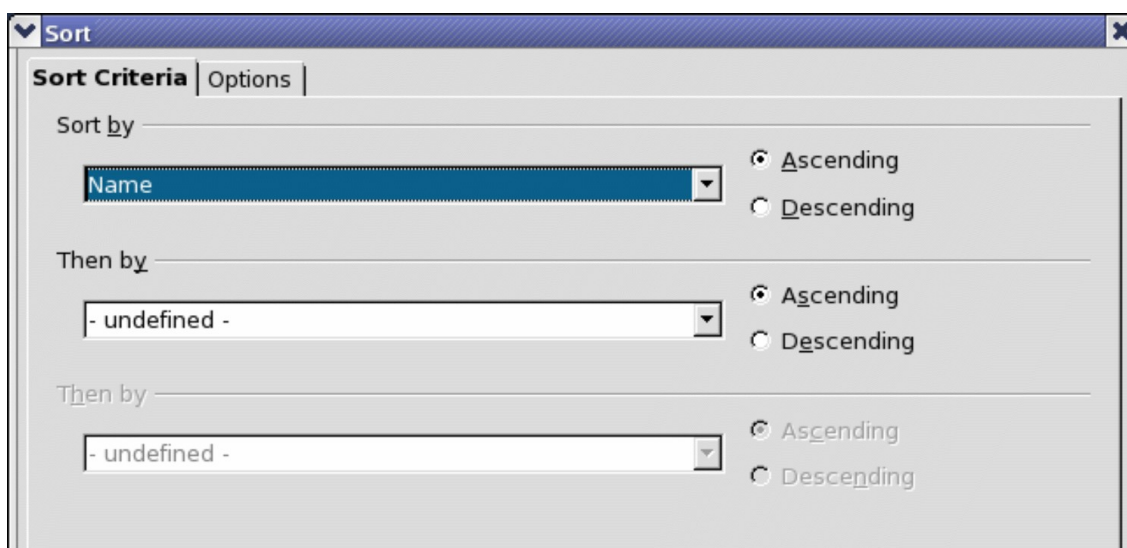 Sort
Sort Criteria Options
Sort by
Name
Ascending
Descending
Then by
- undefined -
Ascending
Descending
Then by
- undefined -
Ascending
Descending